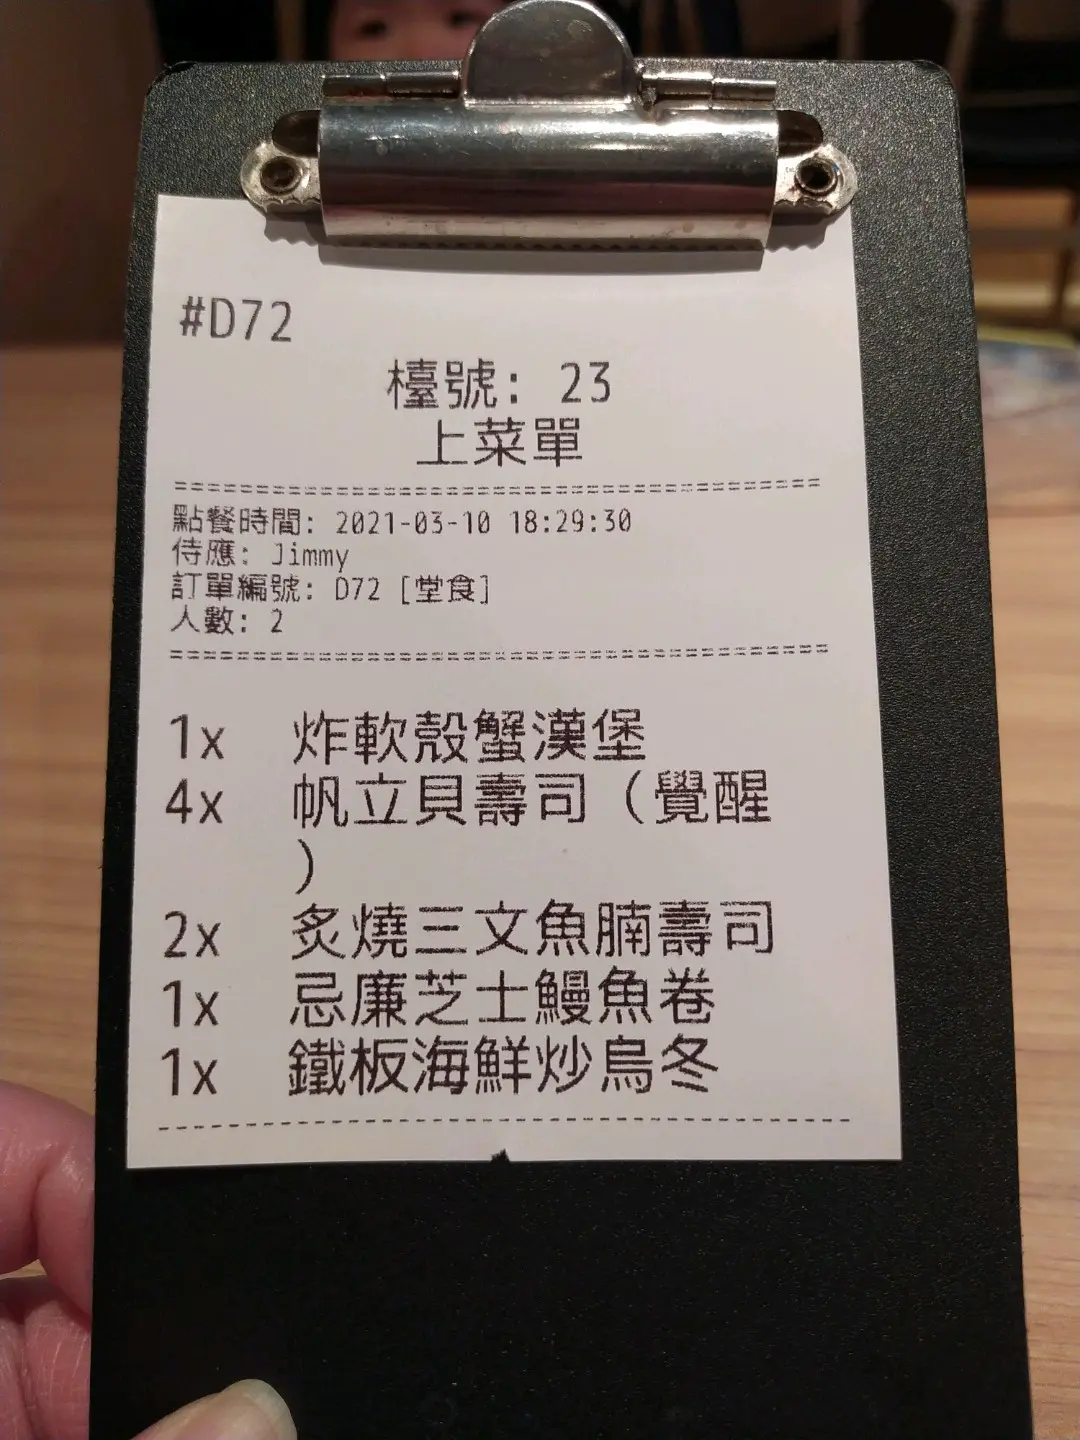 #D72
檯號: 23
上菜單
點餐時間: 2021-03-10 18:29:30
侍應: Jimmy
訂單編號: D72 [堂食]
人數: 2
1x 炸軟殼蟹漢堡
4x 帆立貝壽司（覺醒
）
2x 炙燒三文魚腩壽司
1x 忌廉芝士鰻魚卷
1x 鐵板海鮮炒烏冬